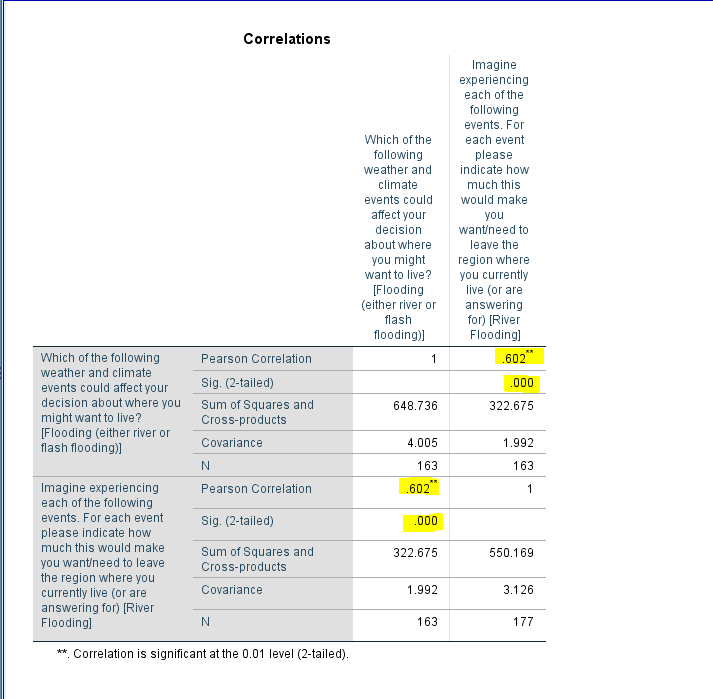 Correlations
Which of the
following
weather and
climate
events could
affect your
decision
about where
you might
want to live?
[Flooding
(either river or
flash
flooding)]
Imagine
experiencing
each of the
following
events. For
each event
please
indicate how
much this
would make
you
want/need to
leave the
region where
you currently
live (or are
answering
for) [River
Flooding]
Which of the following
weather and climate
events could affect your
decision about where you
might want to live?
[Flooding (either river or
flash flooding)]
Pearson Correlation 1 .602**
Sig. (2-tailed) .000
Sum of Squares and
Cross-products 648.736 322.675
Covariance 4.005 1.992
N 163 163
Imagine experiencing
each of the following
events. For each event
please indicate how
much this would make
you want/need to leave
the region where you
currently live (or are
answering for) [River
Flooding]
Pearson Correlation .602** 1
Sig. (2-tailed) .000
Sum of Squares and
Cross-products 322.675 550.169
Covariance 1.992 3.126
N 163 177
**. Correlation is significant at the 0.01 level (2-tailed).